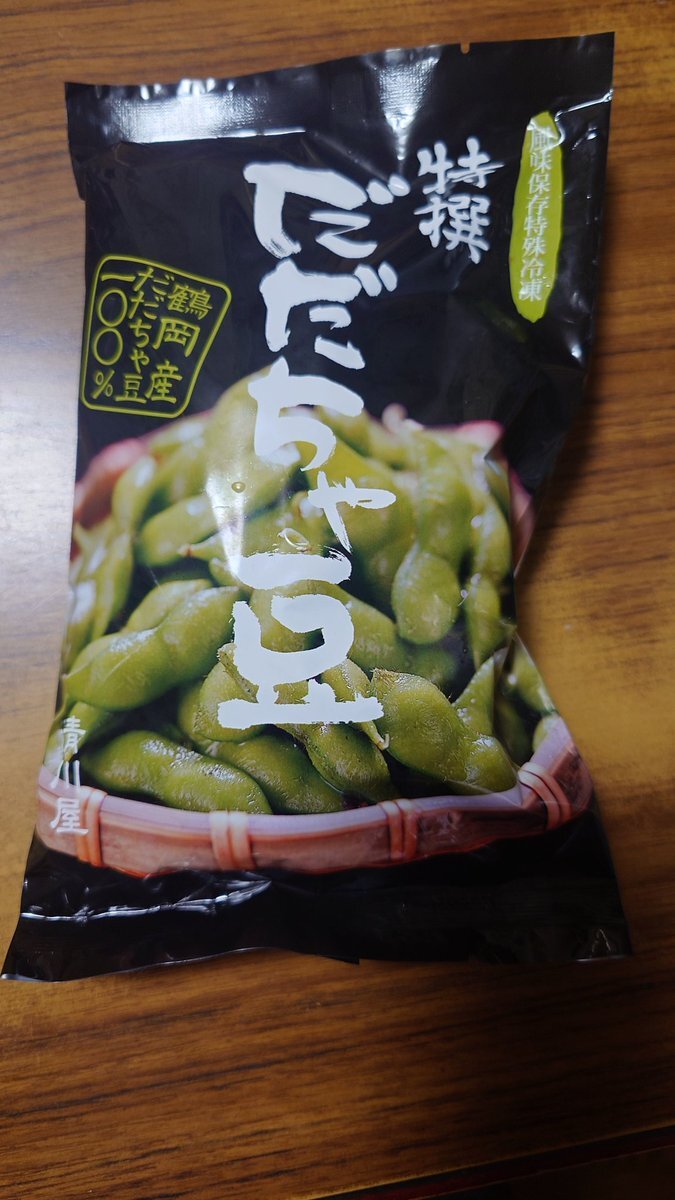 風味保存特殊冷凍
特撰
だだちゃ豆
鶴岡産
だだちゃ豆
一〇〇%
青川屋